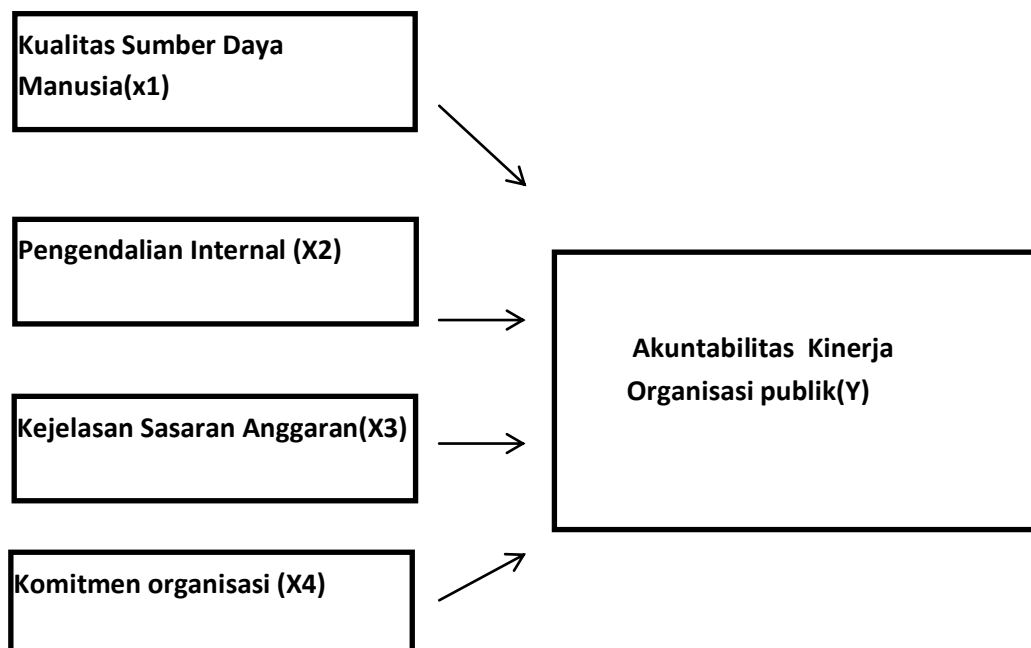 Kualitas Sumber Daya
Manusia(x1)
Pengendalian Internal (X2)
Kejelasan Sasaran Anggaran(X3)
Komitmen organisasi (X4)
Akuntabilitas Kinerja
Organisasi publik(Y)